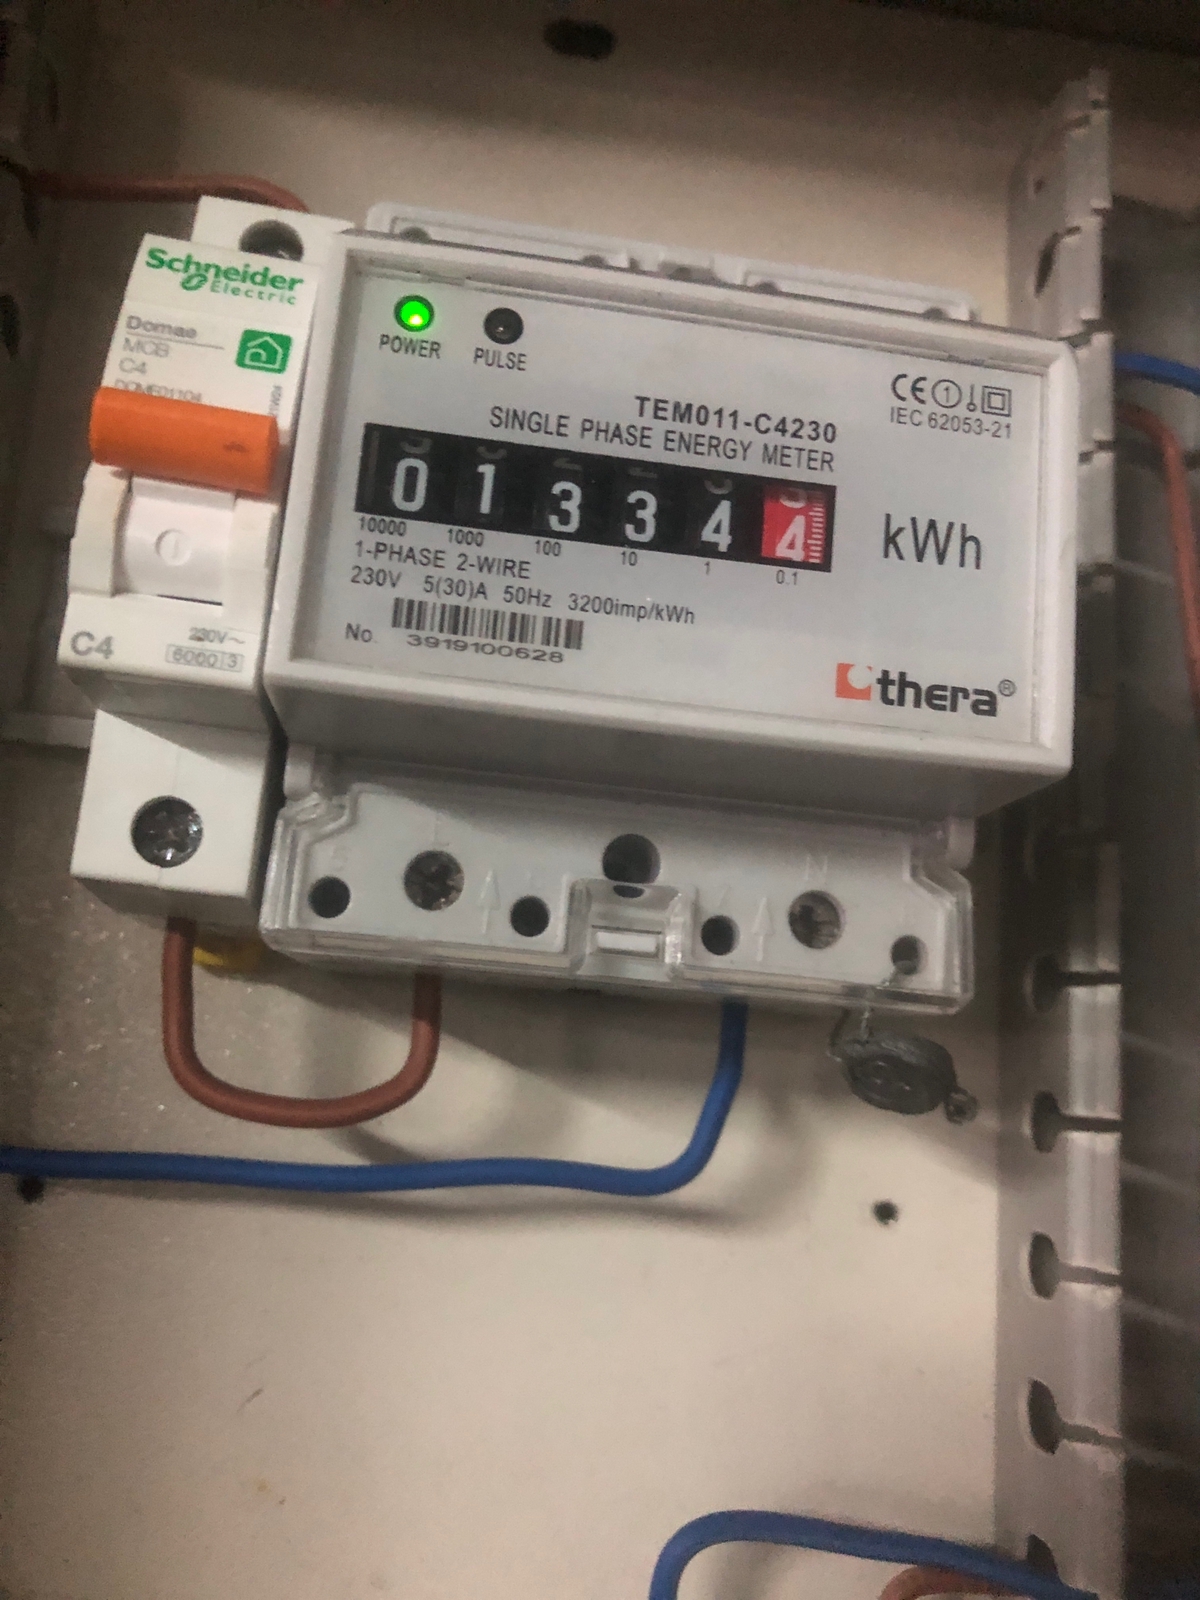 Schneider
Electric
Domae
MCB
C4
DOME01104
C4
230V~
6000 3
POWER
PULSE
CE
IEC 62053-21
TEM011-C4230
SINGLE PHASE ENERGY METER
0 1 3 3 4 4
kWh
10000 1000 100 10 1 0.1
1-PHASE 2-WIRE
230V 5(30)A 50Hz 3200imp/kWh
No. 3919100628
thera®
N